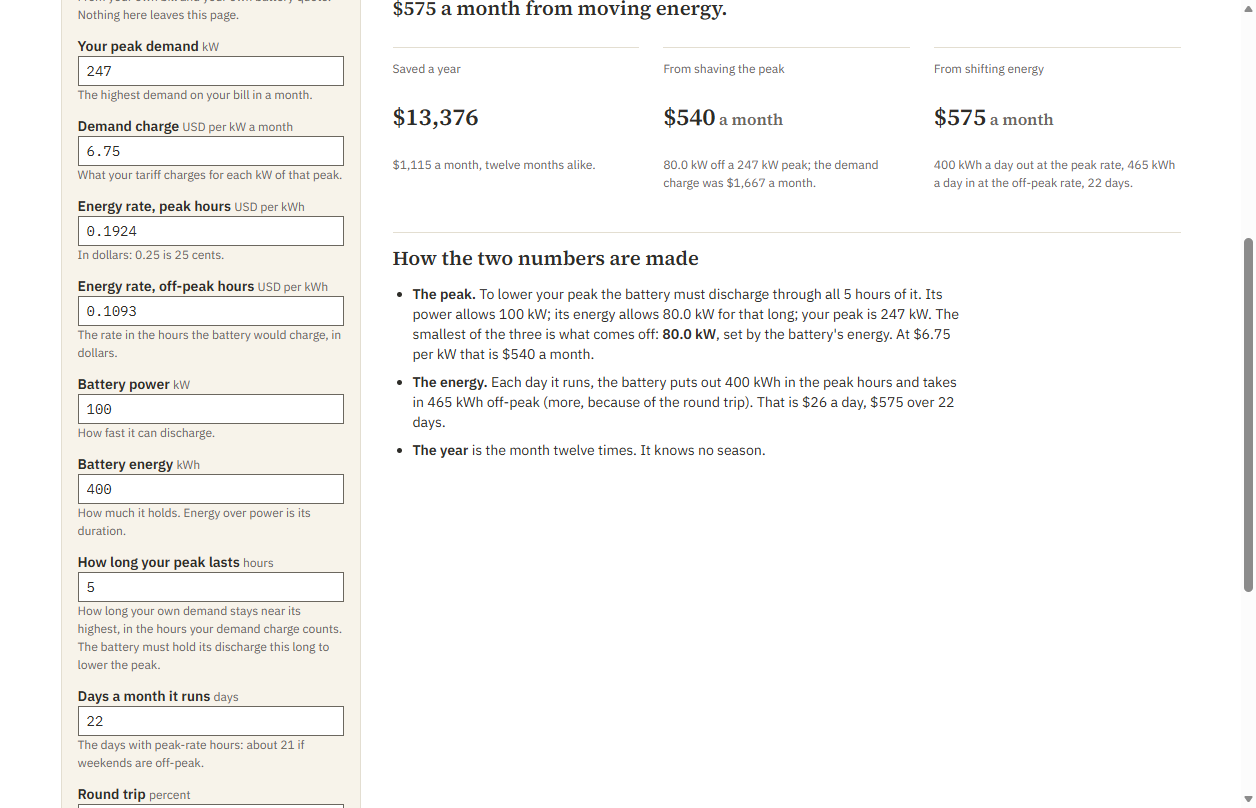 Nothing here leaves this page.
Your peak demand kW
247
The highest demand on your bill in a month.
Demand charge USD per kW a month
6.75
What your tariff charges for each kW of that peak.
Energy rate, peak hours USD per kWh
0.1924
In dollars: 0.25 is 25 cents.
Energy rate, off-peak hours USD per kWh
0.1093
The rate in the hours the battery would charge, in
dollars.
Battery power kW
100
How fast it can discharge.
Battery energy kWh
400
How much it holds. Energy over power is its
duration.
How long your peak lasts hours
5
How long your own demand stays near its
highest, in the hours your demand charge counts.
The battery must hold its discharge this long to
lower the peak.
Days a month it runs days
22
The days with peak-rate hours: about 21 if
weekends are off-peak.
Round trip percent
$575 a month from moving energy.
Saved a year
$13,376
$1,115 a month, twelve months alike.
From shaving the peak
$540 a month
80.0 kW off a 247 kW peak; the demand
charge was $1,667 a month.
From shifting energy
$575 a month
400 kWh a day out at the peak rate, 465 kWh
a day in at the off-peak rate, 22 days.
How the two numbers are made
• The peak. To lower your peak the battery must discharge through all 5 hours of it. Its
power allows 100 kW; its energy allows 80.0 kW for that long; your peak is 247 kW. The
smallest of the three is what comes off: 80.0 kW, set by the battery's energy. At $6.75
per kW that is $540 a month.
• The energy. Each day it runs, the battery puts out 400 kWh in the peak hours and takes
in 465 kWh off-peak (more, because of the round trip). That is $26 a day, $575 over 22
days.
• The year is the month twelve times. It knows no season.